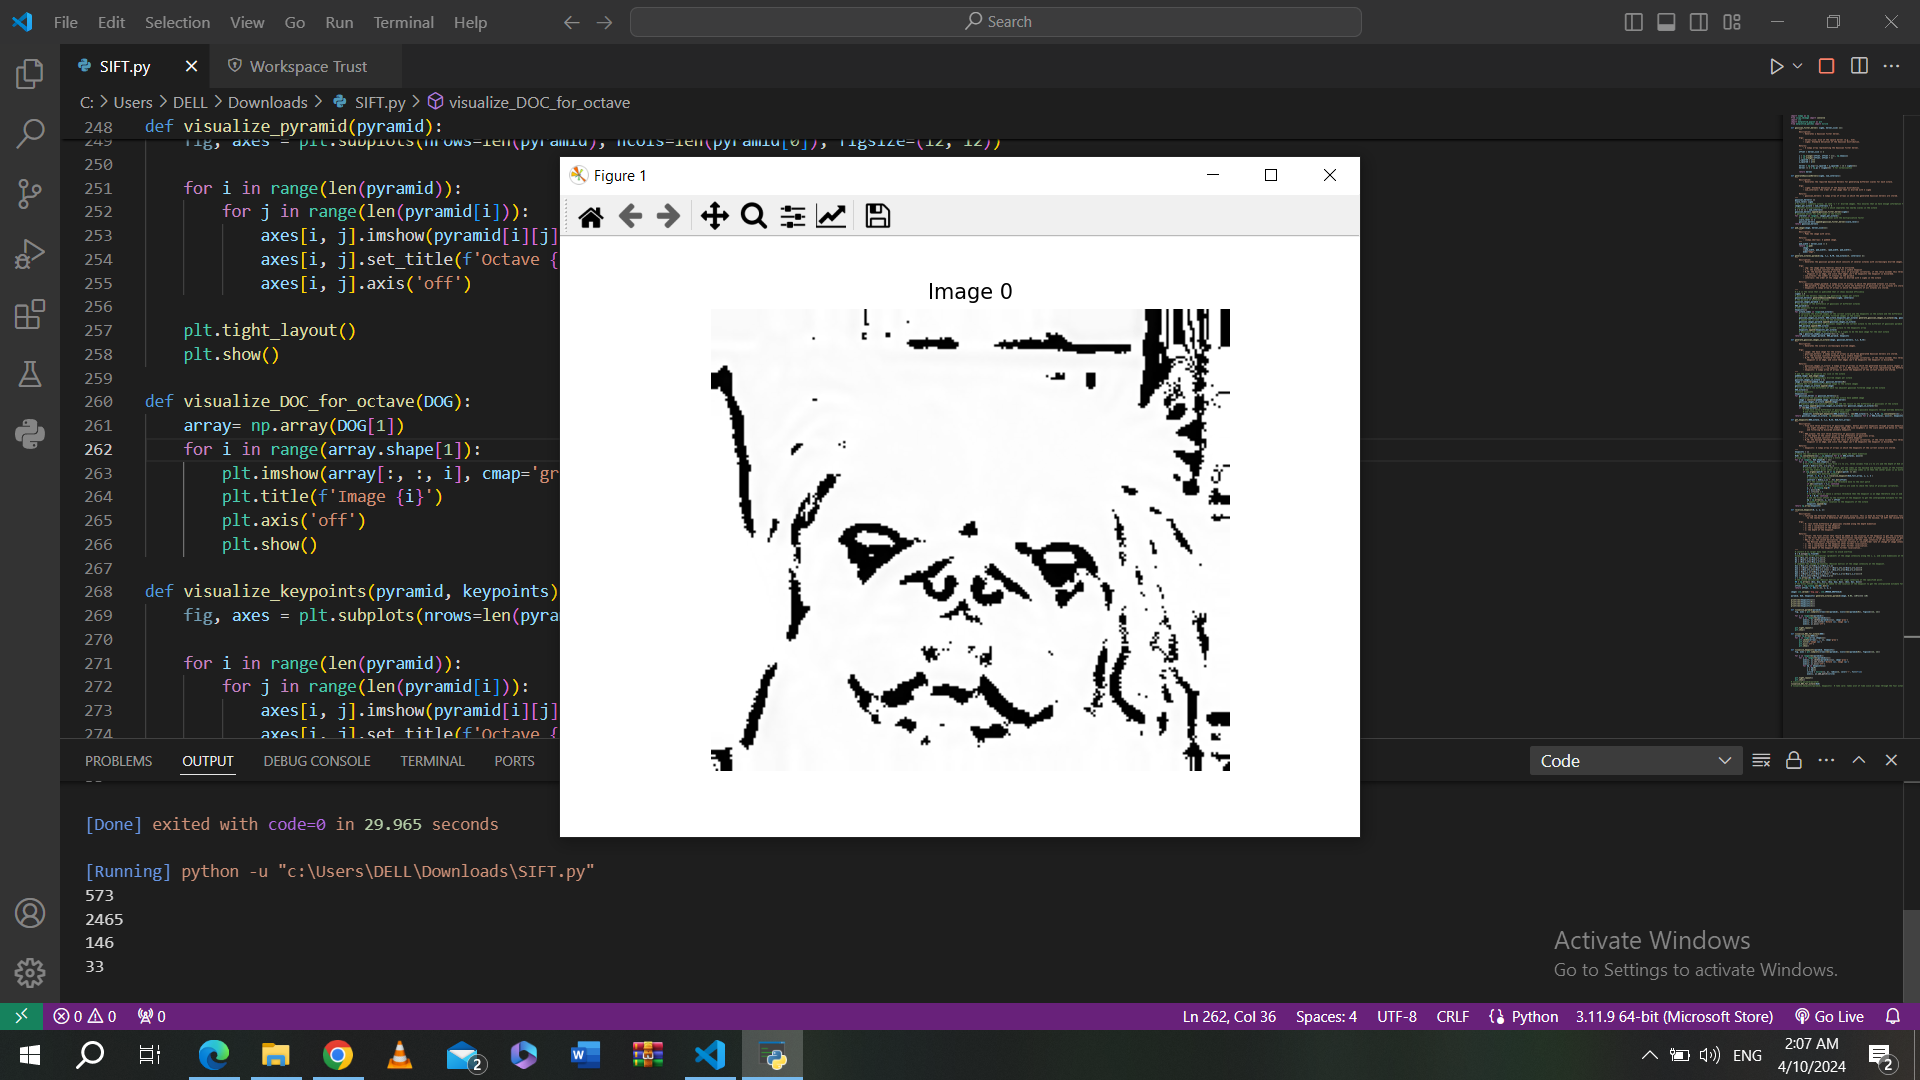 File Edit Selection View Go Run Terminal Help
Search
SIFT.py
Workspace Trust
C: > Users > DELL > Downloads > SIFT.py > visualize_DOC_for_octave
248 def visualize_pyramid(pyramid):
249 fig, axes = plt.subplots(nrows=len(pyramid), ncols=len(pyramid[0]), figsize=(12, 12))
250
251 for i in range(len(pyramid)):
252 for j in range(len(pyramid[i])):
253 axes[i, j].imshow(pyramid[i][j]
254 axes[i, j].set_title(f'Octave {
255 axes[i, j].axis('off')
256
257 plt.tight_layout()
258 plt.show()
259
260 def visualize_DOC_for_octave(DOG):
261 array= np.array(DOG[1])
262 for i in range(array.shape[1]):
263 plt.imshow(array[:, :, i], cmap='gr
264 plt.title(f'Image {i}')
265 plt.axis('off')
266 plt.show()
267
268 def visualize_keypoints(pyramid, keypoints)
269 fig, axes = plt.subplots(nrows=len(pyra
270
271 for i in range(len(pyramid)):
272 for j in range(len(pyramid[i])):
273 axes[i, j].imshow(pyramid[i][j]
274 axes[i, j].set_title(f'Octave {
Figure 1
Image 0
PROBLEMS OUTPUT DEBUG CONSOLE TERMINAL PORTS
Code
[Done] exited with code=0 in 29.965 seconds
[Running] python -u "c:\Users\DELL\Downloads\SIFT.py"
573
2465
146
33
Activate Windows
Go to Settings to activate Windows.
0 0 0
Ln 262, Col 36 Spaces: 4 UTF-8 CRLF Python 3.11.9 64-bit (Microsoft Store) Go Live
2
ENG
2:07 AM
4/10/2024
2